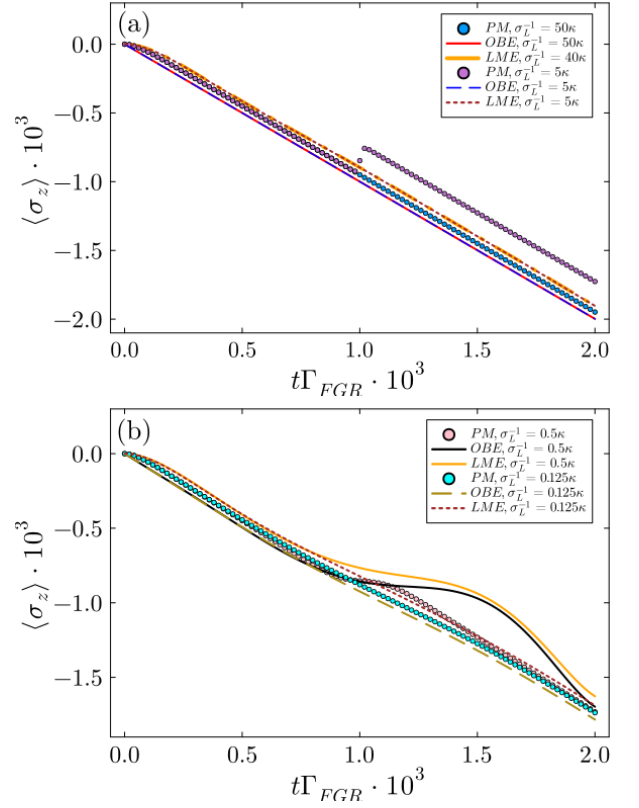 (a)
PM, σ_L^{-1} = 50κ
OBE, σ_L^{-1} = 50κ
LME, σ_L^{-1} = 40κ
PM, σ_L^{-1} = 5κ
OBE, σ_L^{-1} = 5κ
LME, σ_L^{-1} = 5κ
0.0
−0.5
−1.0
−1.5
−2.0
⟨σ_z⟩ · 10^3
0.0 0.5 1.0 1.5 2.0
tΓ_{FGR} · 10^3
(b)
PM, σ_L^{-1} = 0.5κ
OBE, σ_L^{-1} = 0.5κ
LME, σ_L^{-1} = 0.5κ
PM, σ_L^{-1} = 0.125κ
OBE, σ_L^{-1} = 0.125κ
LME, σ_L^{-1} = 0.125κ
0.0
−0.5
−1.0
−1.5
⟨σ_z⟩ · 10^3
0.0 0.5 1.0 1.5 2.0
tΓ_{FGR} · 10^3